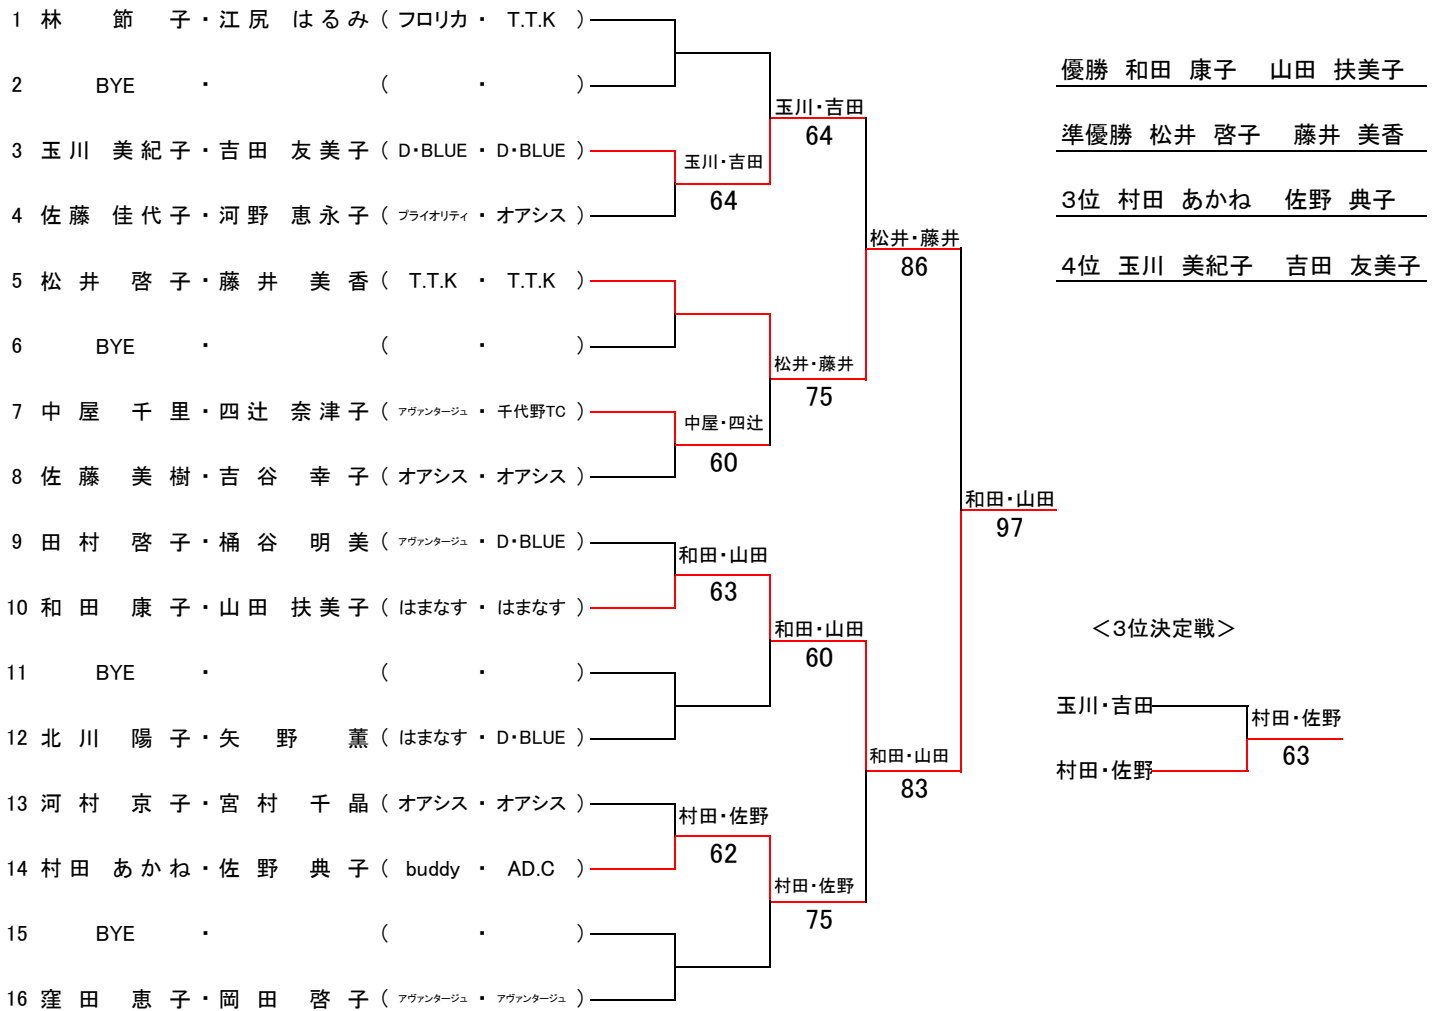 1 林 節 子・江尻 はるみ ( フロリカ ・ T.T.K )
2 BYE ・ ( ・ )
3 玉川 美紀子・吉田 友美子 ( D・BLUE ・ D・BLUE )
4 佐藤 佳代子・河野 恵永子 ( プライオリティ ・ オアシス )
5 松井 啓子・藤井 美香 ( T.T.K ・ T.T.K )
6 BYE ・ ( ・ )
7 中屋 千里・四辻 奈津子 ( アヴァンタージュ ・ 千代野TC )
8 佐藤 美樹・吉谷 幸子 ( オアシス ・ オアシス )
9 田村 啓子・桶谷 明美 ( アヴァンタージュ ・ D・BLUE )
10 和田 康子・山田 扶美子 ( はまなす ・ はまなす )
11 BYE ・ ( ・ )
12 北川 陽子・矢野 薫 ( はまなす ・ D・BLUE )
13 河村 京子・宮村 千晶 ( オアシス ・ オアシス )
14 村田 あかね・佐野 典子 ( buddy ・ AD.C )
15 BYE ・ ( ・ )
16 窪田 恵子・岡田 啓子 ( アヴァンタージュ ・ アヴァンタージュ )
玉川・吉田
64
中屋・四辻
60
和田・山田
63
村田・佐野
62
玉川・吉田
64
松井・藤井
75
和田・山田
60
村田・佐野
75
松井・藤井
86
和田・山田
83
和田・山田
97
優勝 和田 康子 山田 扶美子
準優勝 松井 啓子 藤井 美香
3位 村田 あかね 佐野 典子
4位 玉川 美紀子 吉田 友美子
＜3位決定戦＞
玉川・吉田
村田・佐野
村田・佐野
63